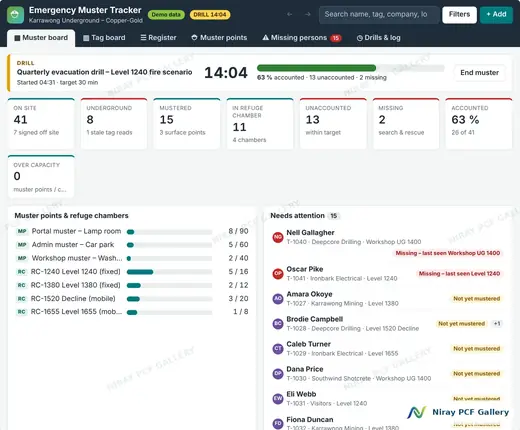 Emergency Muster Tracker
Demo data
DRILL 14:04
Karrawong Underground – Copper-Gold
Search name, tag, company, lo
Filters
+ Add
Muster board
Tag board
Register
Muster points
Missing persons 15
Drills & log
DRILL
Quarterly evacuation drill – Level 1240 fire scenario
Started 04:31 · target 30 min
14:04
63 % accounted · 13 unaccounted · 2 missing
End muster
ON SITE
41
7 signed off site
UNDERGROUND
8
1 stale tag reads
MUSTERED
15
3 surface points
IN REFUGE CHAMBER
11
4 chambers
UNACCOUNTED
13
within target
MISSING
2
search & rescue
ACCOUNTED
63 %
26 of 41
OVER CAPACITY
0
muster points / c...
Muster points & refuge chambers
MP Portal muster – Lamp room 8 / 90
MP Admin muster – Car park 5 / 60
MP Workshop muster – Wash... 2 / 40
RC RC-1240 Level 1240 (fixed) 5 / 16
RC RC-1380 Level 1380 (fixed) 2 / 12
RC RC-1520 Decline (mobile) 3 / 20
RC RC-1655 Level 1655 (mob... 1 / 8
Needs attention 15
NG Nell Gallagher
T-1040 · Deepcore Drilling · Workshop UG 1400
Missing – last seen Workshop UG 1400
OP Oscar Pike
T-1041 · Ironbark Electrical · Level 1240
Missing – last seen Level 1240
AO Amara Okoye
T-1027 · Karrawong Mining · Level 1380
Not yet mustered
BC Brodie Campbell
T-1028 · Deepcore Drilling · Level 1520 Decline
Not yet mustered +1
CT Caleb Turner
T-1029 · Ironbark Electrical · Level 1655
Not yet mustered
DP Dana Price
T-1030 · Southwind Shotcrete · Workshop UG 1400
Not yet mustered
EW Eli Webb
T-1031 · Visitors · Level 1240
Not yet mustered
FD Fiona Duncan
T-1032 · Karrawong Mining · Level 1380
NIRAY PCF GALLERY
Niray PCF Gallery